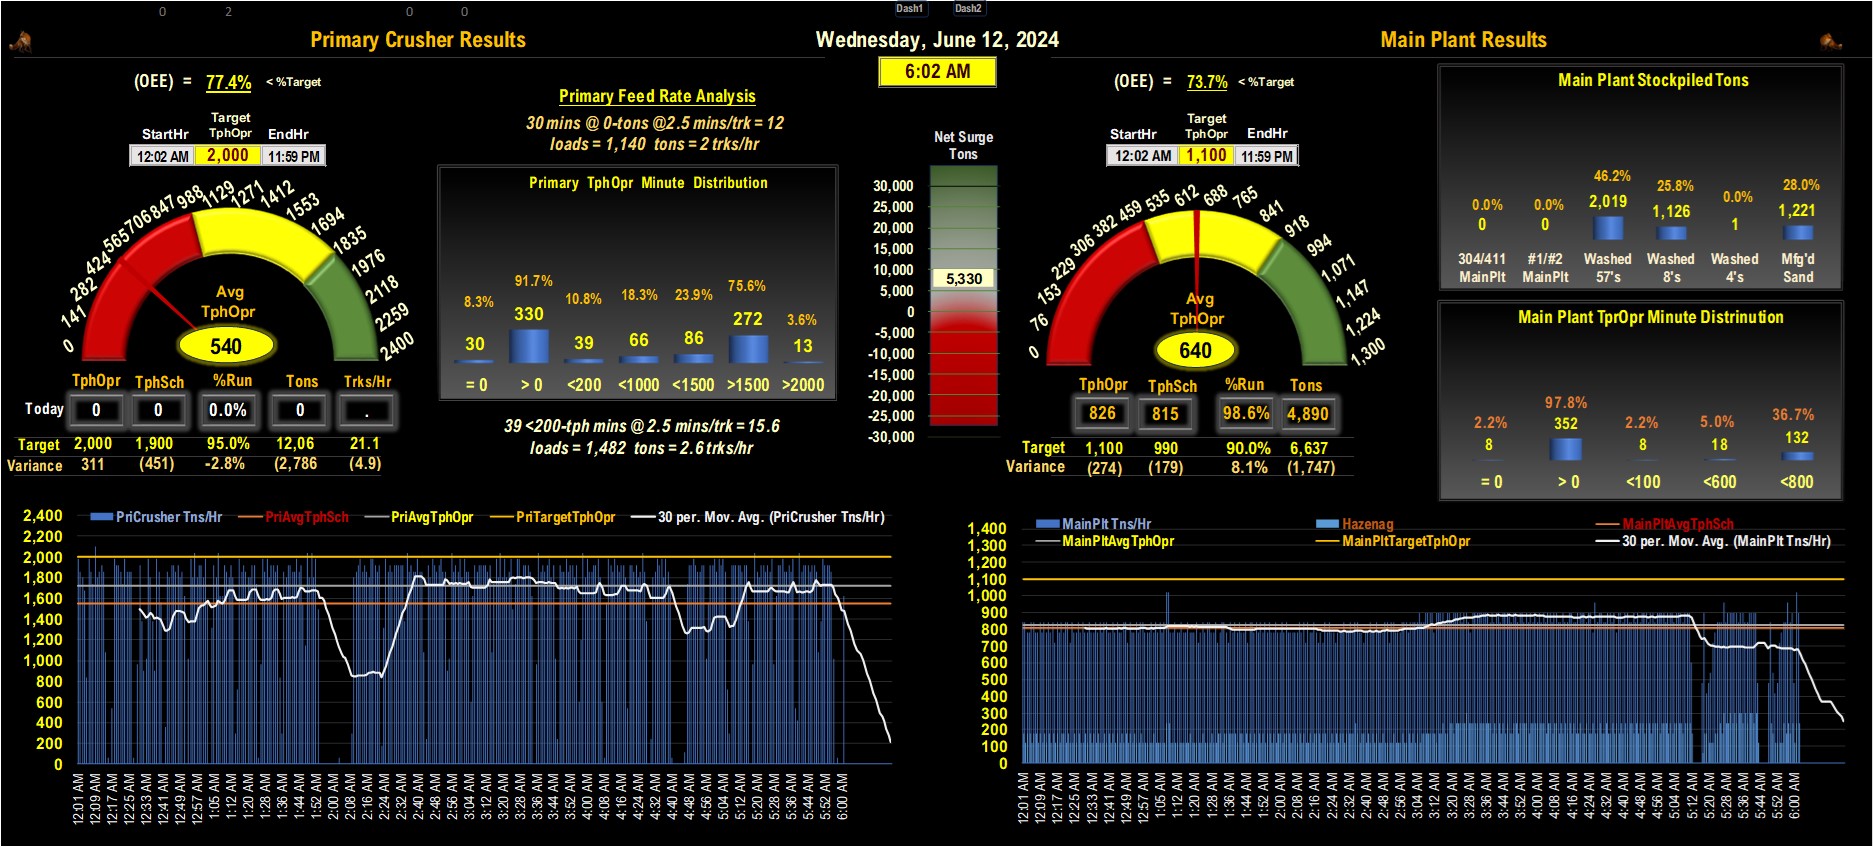 0 2 0 0 Dash1 Dash2
Primary Crusher Results
Wednesday, June 12, 2024
Main Plant Results
6:02 AM
(OEE) = 77.4% < %Target
Target
StartHr TphOpr EndHr
12:02 AM 2,000 11:59 PM
0 141 282 424 565 706 847 988 1129 1271 1412 1553 1694 1835 1976 2118 2259 2400
Avg
TphOpr
540
TphOpr TphSch %Run Tons Trks/Hr
Today 0 0 0.0% 0 .
Target 2,000 1,900 95.0% 12,06 21.1
Variance 311 (451) -2.8% (2,786 (4.9)
Primary Feed Rate Analysis
30 mins @ 0-tons @2.5 mins/trk = 12
loads = 1,140 tons = 2 trks/hr
Primary TphOpr Minute Distribution
8.3% 91.7% 10.8% 18.3% 23.9% 75.6% 3.6%
30 330 39 66 86 272 13
= 0 > 0 <200 <1000 <1500 >1500 >2000
39 <200-tph mins @ 2.5 mins/trk = 15.6
loads = 1,482 tons = 2.6 trks/hr
Net Surge
Tons
30,000
25,000
20,000
15,000
10,000
5,330
5,000
0
-5,000
-10,000
-15,000
-20,000
-25,000
-30,000
(OEE) = 73.7% < %Target
Target
StartHr TphOpr EndHr
12:02 AM 1,100 11:59 PM
0 76 153 229 306 382 459 535 612 688 765 841 918 994 1,071 1,147 1,224 1,300
Avg
TphOpr
640
TphOpr TphSch %Run Tons
826 815 98.6% 4,890
Target 1,100 990 90.0% 6,637
Variance (274) (179) 8.1% (1,747)
Main Plant Stockpiled Tons
0.0% 0.0% 46.2% 25.8% 0.0% 28.0%
0 0 2,019 1,126 1 1,221
304/411 #1/#2 Washed Washed Washed Mfg'd
MainPlt MainPlt 57's 8's 4's Sand
Main Plant TprOpr Minute Distrinution
2.2% 97.8% 2.2% 5.0% 36.7%
8 352 8 18 132
= 0 > 0 <100 <600 <800
PriCrusher Tns/Hr PriAvgTphSch PriAvgTphOpr PriTargetTphOpr 30 per. Mov. Avg. (PriCrusher Tns/Hr)
2,400
2,200
2,000
1,800
1,600
1,400
1,200
1,000
800
600
400
200
0
12:01 AM 12:09 AM 12:17 AM 12:25 AM 12:33 AM 12:41 AM 12:49 AM 12:57 AM 1:05 AM 1:12 AM 1:20 AM 1:28 AM 1:36 AM 1:44 AM 1:52 AM 2:00 AM 2:08 AM 2:16 AM 2:24 AM 2:32 AM 2:40 AM 2:48 AM 2:56 AM 3:04 AM 3:12 AM 3:20 AM 3:28 AM 3:36 AM 3:44 AM 3:52 AM 4:00 AM 4:08 AM 4:16 AM 4:24 AM 4:32 AM 4:40 AM 4:48 AM 4:56 AM 5:04 AM 5:12 AM 5:20 AM 5:28 AM 5:36 AM 5:44 AM 5:52 AM 6:00 AM
MainPlt Tns/Hr Hazenag MainPltAvgTphSch
MainPltAvgTphOpr MainPltTargetTphOpr 30 per. Mov. Avg. (MainPlt Tns/Hr)
1,400
1,300
1,200
1,100
1,000
900
800
700
600
500
400
300
200
100
0
12:01 AM 12:09 AM 12:17 AM 12:25 AM 12:33 AM 12:41 AM 12:49 AM 12:57 AM 1:05 AM 1:12 AM 1:20 AM 1:28 AM 1:36 AM 1:44 AM 1:52 AM 2:00 AM 2:08 AM 2:16 AM 2:24 AM 2:32 AM 2:40 AM 2:48 AM 2:56 AM 3:04 AM 3:12 AM 3:20 AM 3:28 AM 3:36 AM 3:44 AM 3:52 AM 4:00 AM 4:08 AM 4:16 AM 4:24 AM 4:32 AM 4:40 AM 4:48 AM 4:56 AM 5:04 AM 5:12 AM 5:20 AM 5:28 AM 5:36 AM 5:44 AM 5:52 AM 6:00 AM